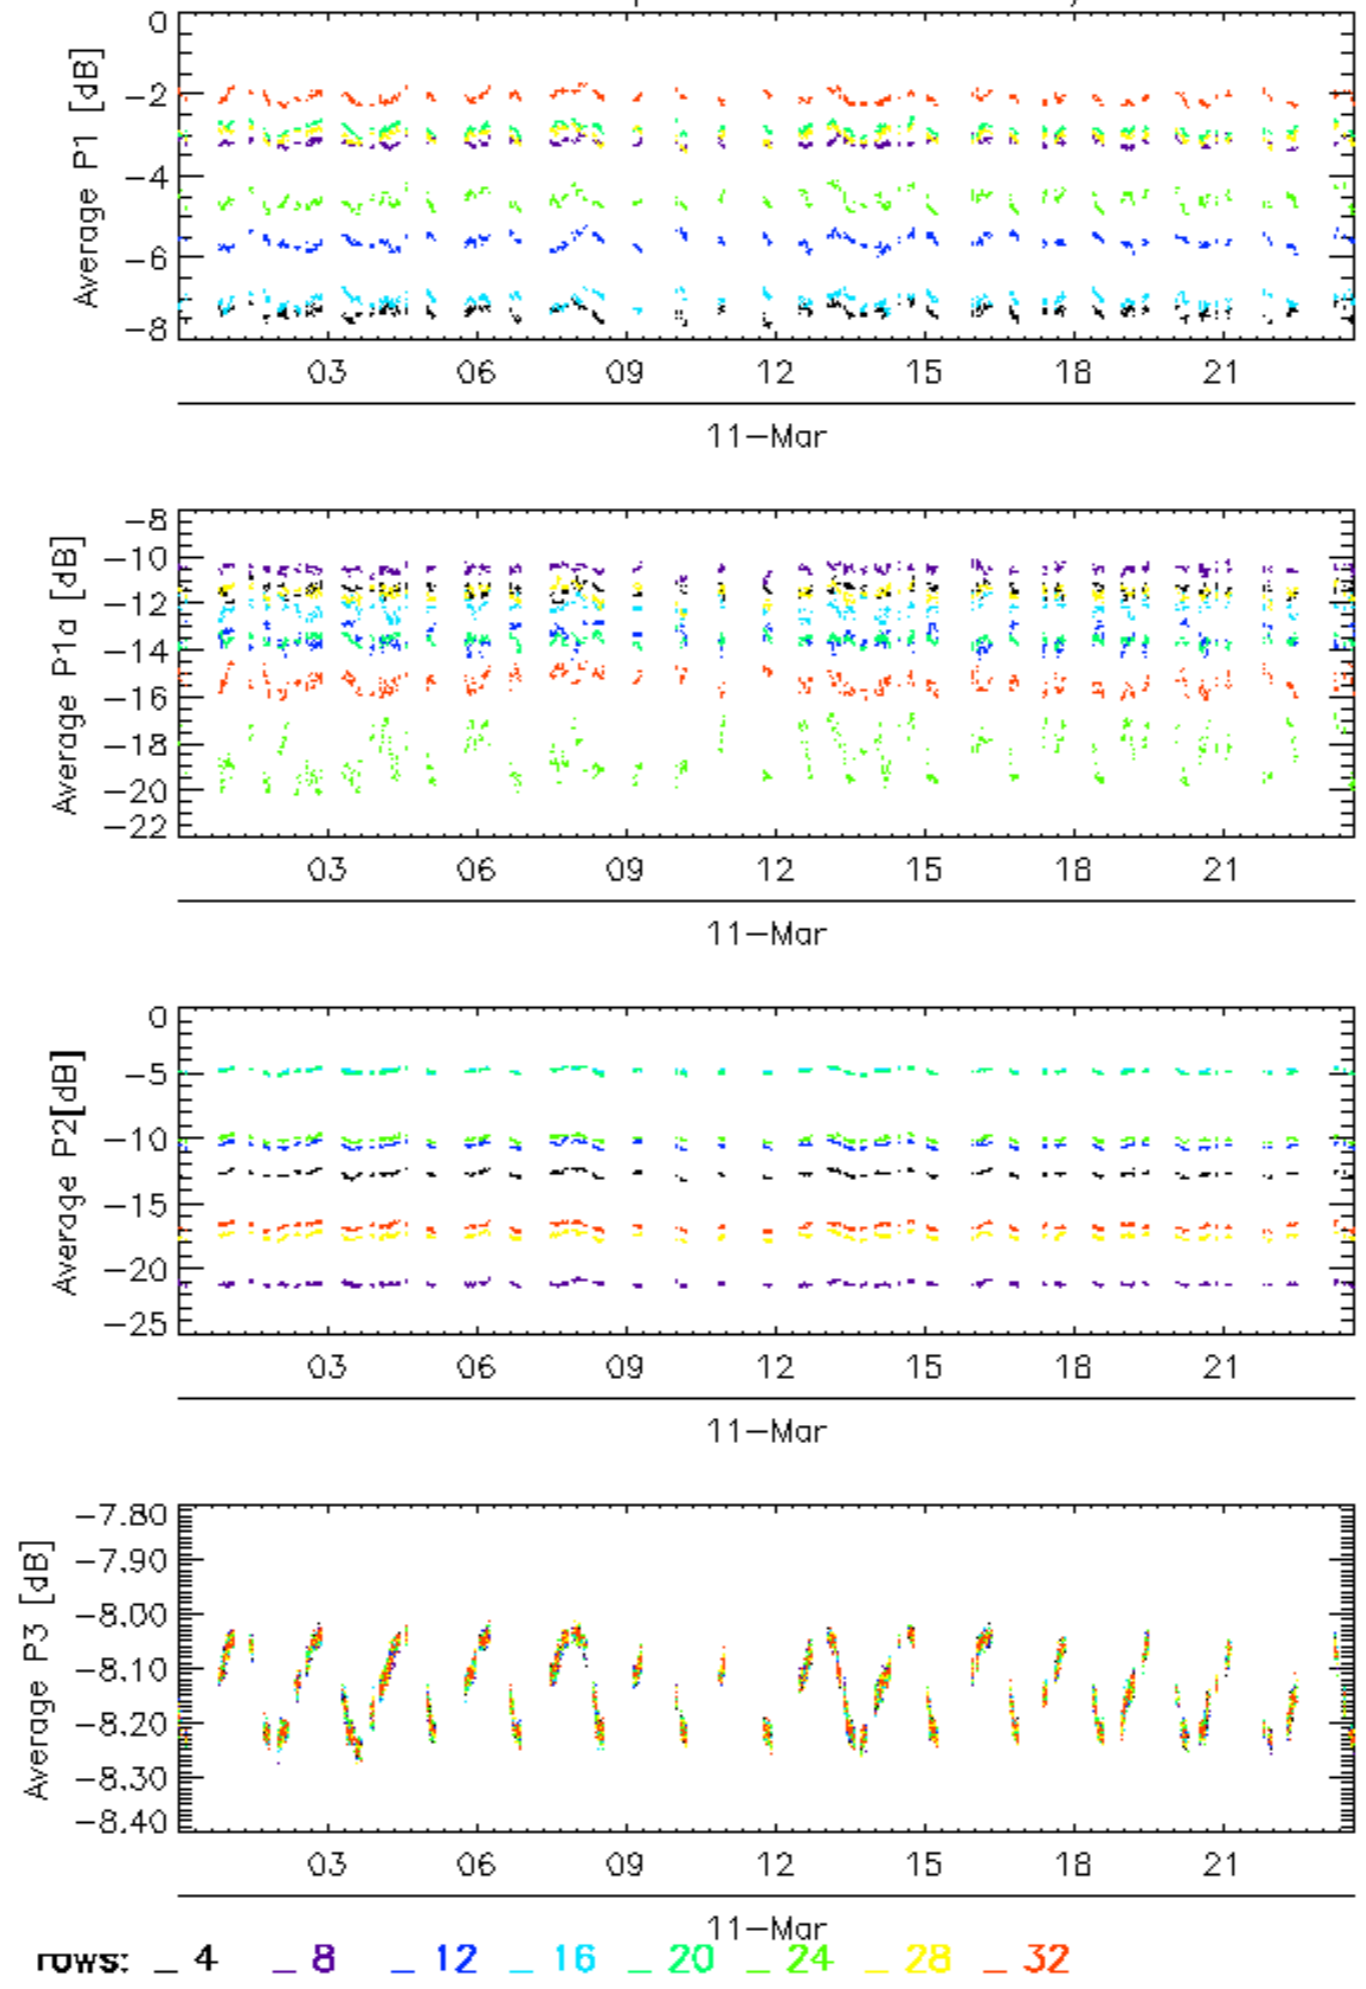 0
−2
−4
−6
−8
Average P1 [dB]
03 06 09 12 15 18 21
11−Mar
−8
−10
−12
−14
−16
−18
−20
−22
Average P1a [dB]
03 06 09 12 15 18 21
11−Mar
0
−5
−10
−15
−20
−25
Average P2[dB]
03 06 09 12 15 18 21
11−Mar
−7.80
−7.90
−8.00
−8.10
−8.20
−8.30
−8.40
Average P3 [dB]
03 06 09 12 15 18 21
11−Mar
rows: _ 4 _ 8 _ 12 _ 16 _ 20 _ 24 _ 28 _ 32